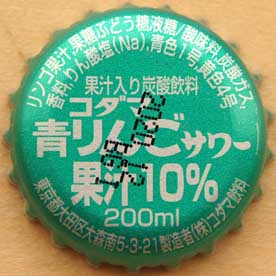 リンゴ果汁,果糖ぶどう糖液糖/酸味料,炭酸ガス,
香料,りん酸塩(Na),青色1号,黄色4号
果汁入り炭酸飲料
コダマ
青りんごサワー
果汁10%
200ml
東京都大田区大森南5-3-21製造者(株)コダマ飲料